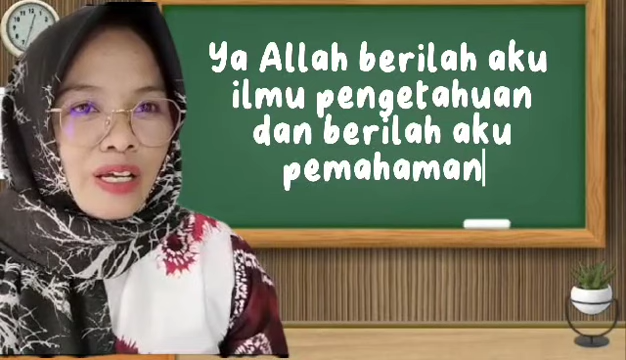 Ya Allah berilah aku
ilmu pengetahuan
dan berilah aku
pemahaman